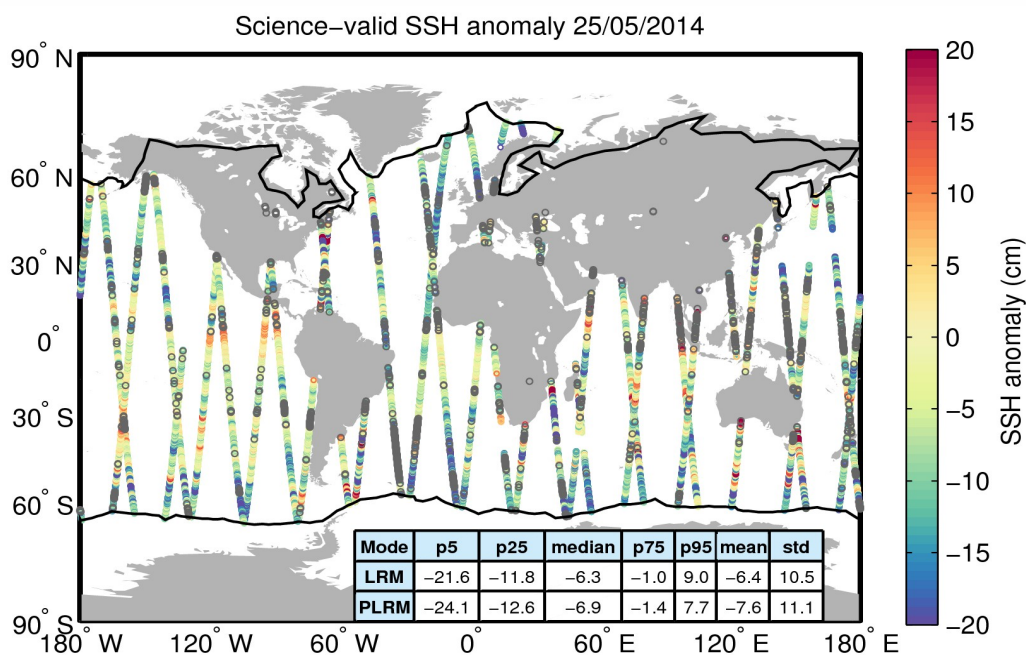 Science−valid SSH anomaly 25/05/2014
90° N
60° N
30° N
0°
30° S
60° S
90° S
180° W
120° W
60° W
0°
60° E
120° E
180° E
20
15
10
5
0
−5
−10
−15
−20
SSH anomaly (cm)
Mode p5 p25 median p75 p95 mean std
LRM −21.6 −11.8 −6.3 −1.0 9.0 −6.4 10.5
PLRM −24.1 −12.6 −6.9 −1.4 7.7 −7.6 11.1